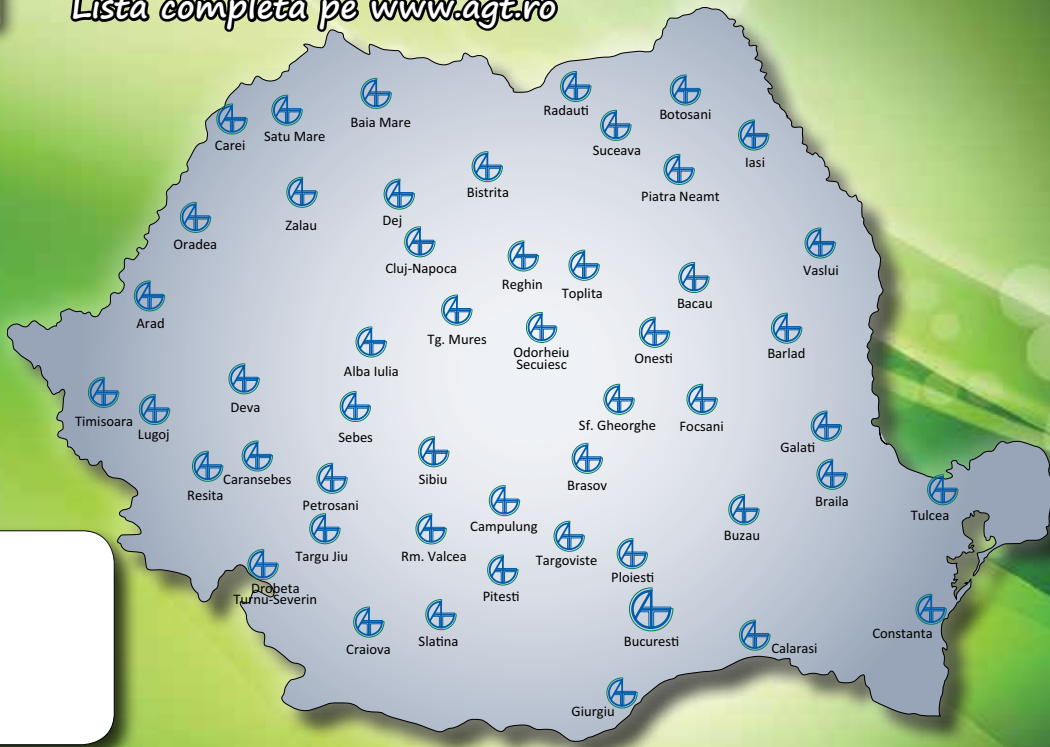 Lista completa pe www.agt.ro
Radauti
Botosani
Baia Mare
Satu Mare
Carei
Suceava
Iasi
Bistrita
Piatra Neamt
Zalau
Dej
Oradea
Cluj-Napoca
Vaslui
Reghin
Toplita
Bacau
Arad
Tg. Mures
Odorheiu
Secuiesc
Onesti
Barlad
Alba Iulia
Deva
Timisoara
Lugoj
Sebes
Sf. Gheorghe
Focsani
Galati
Caransebes
Resita
Sibiu
Brasov
Braila
Petrosani
Tulcea
Campulung
Buzau
Targu Jiu
Rm. Valcea
Targoviste
Ploiesti
Drobeta
Turnu-Severin
Pitesti
Constanta
Craiova
Slatina
Bucuresti
Calarasi
Giurgiu